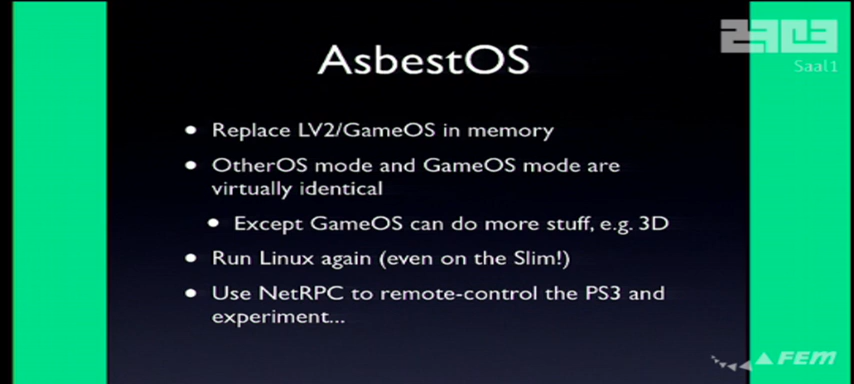 AsbestOS
Replace LV2/GameOS in memory
OtherOS mode and GameOS mode are
virtually identical
Except GameOS can do more stuff, e.g. 3D
Run Linux again (even on the Slim!)
Use NetRPC to remote-control the PS3 and
experiment...
27C3
Saal1
FEM